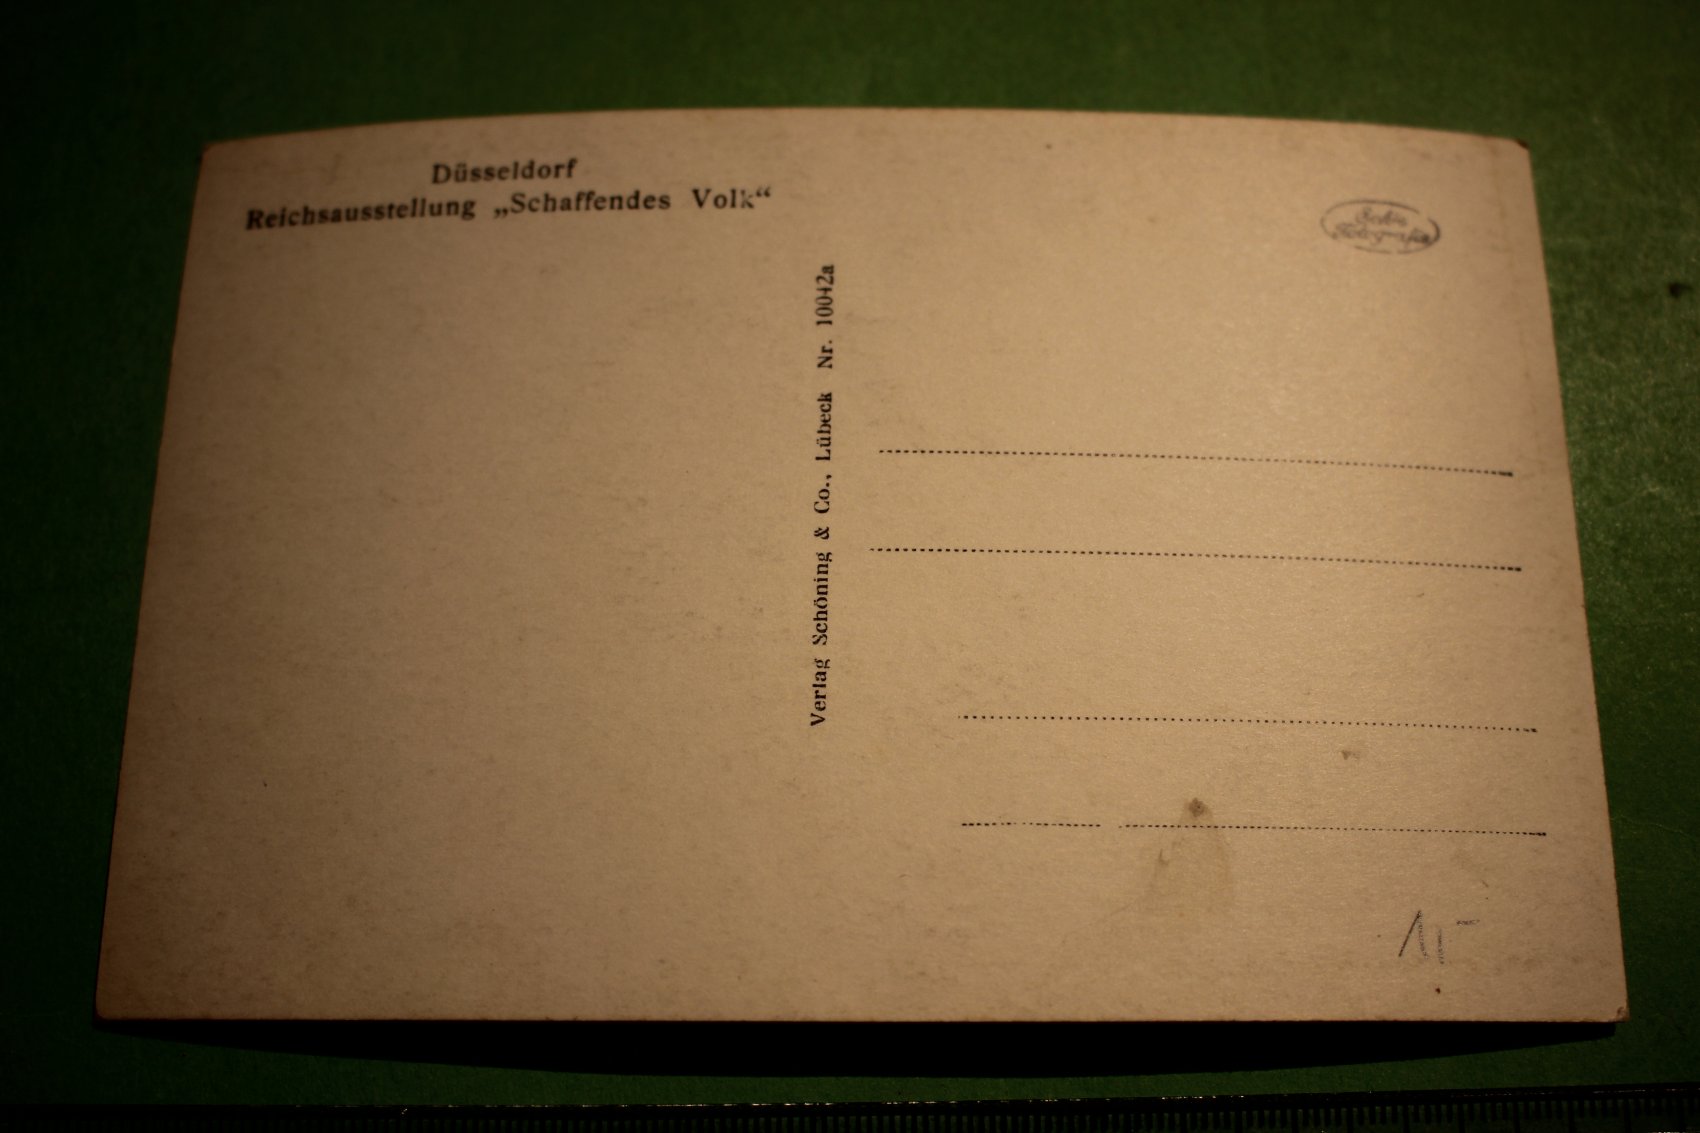 Düsseldorf
Reichsausstellung „Schaffendes Volk“
Verlag Schöning & Co., Lübeck Nr. 10042a